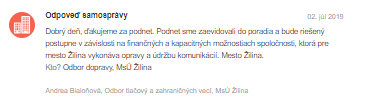 Odpoveď samosprávy
02. júl 2019
Dobrý deň, ďakujeme za podnet. Podnet sme zaevidovali do poradia a bude riešený
postupne v závislosti na finančných a kapacitných možnostiach spoločnosti, ktorá pre
mesto Žilina vykonáva opravy a údržbu komunikácií. Mesto Žilina.
Kto? Odbor dopravy, MsÚ Žilina
Andrea Bialoňová, Odbor tlačový a zahraničných vecí, MsÚ Žilina